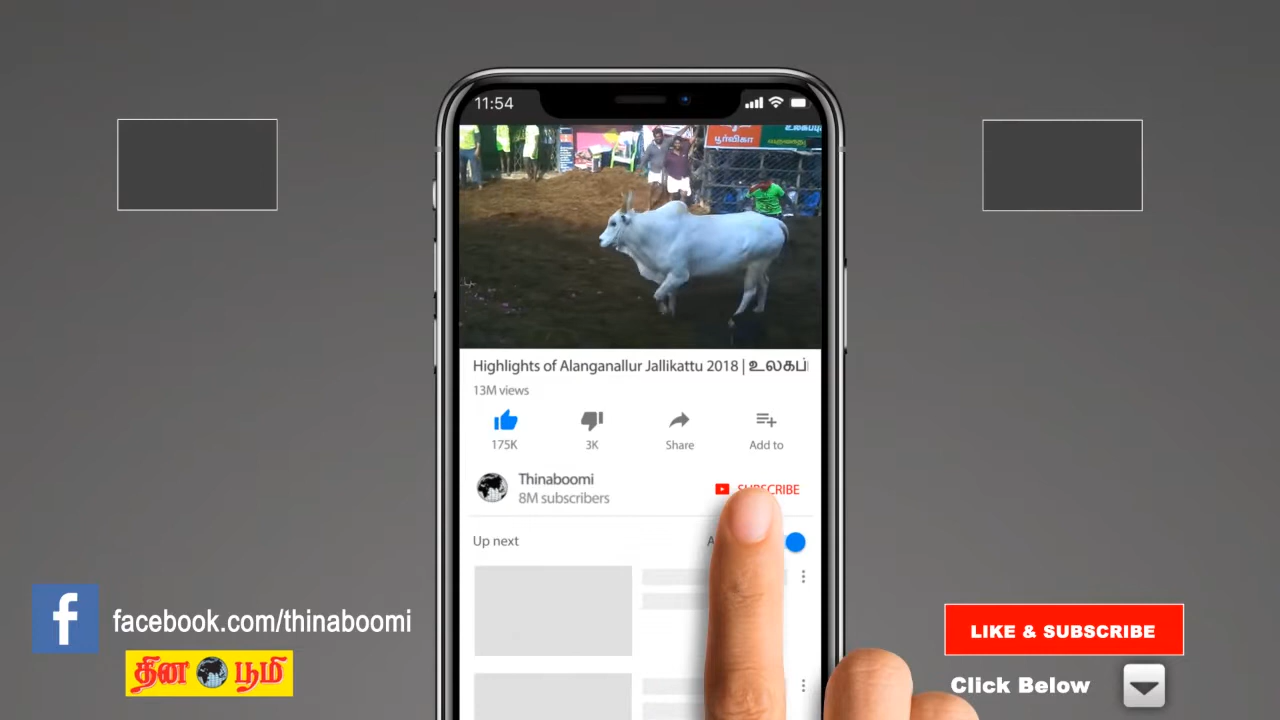 11:54
பூர்விகா
Highlights of Alanganallur Jallikattu 2018 | உலகப்
13M views
175K
3K
Share
Add to
Thinaboomi
8M subscribers
SUBSCRIBE
Up next
facebook.com/thinaboomi
தின பூமி
LIKE & SUBSCRIBE
Click Below